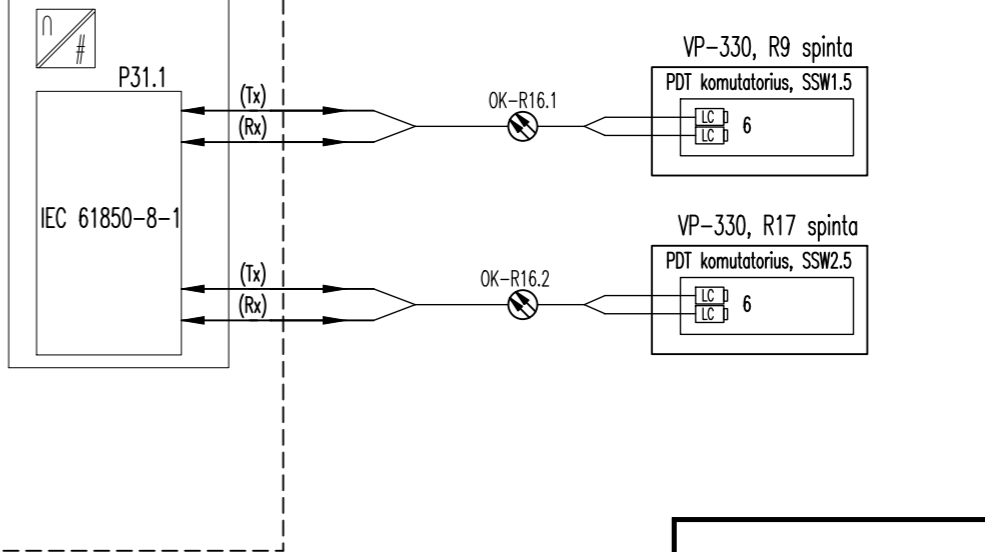 ∩
#
P31.1
IEC 61850-8-1
(Tx)
(Rx)
OK-R16.1
VP-330, R9 spinta
PDT komutatorius, SSW1.5
LC
LC
6
(Tx)
(Rx)
OK-R16.2
VP-330, R17 spinta
PDT komutatorius, SSW2.5
LC
LC
6